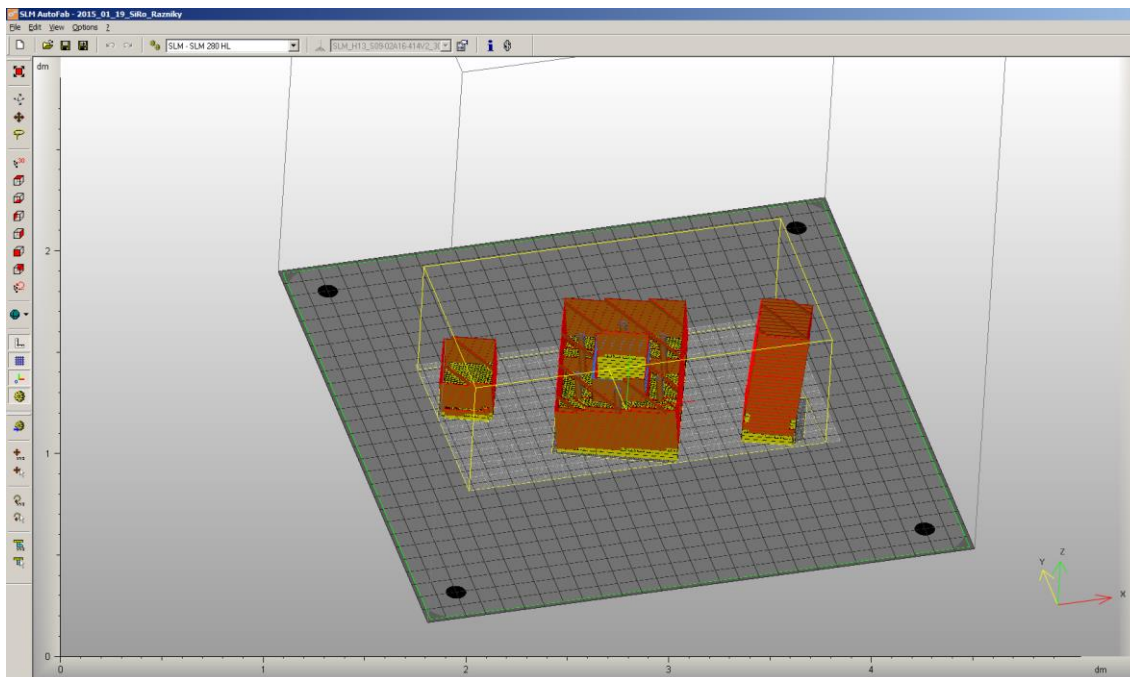 SLM AutoFab - 2015_01_19_SiRo_Razniky
File Edit View Options ?
SLM - SLM 280 HL
dm
2
1
0
0 1 2 3 4 dm
Y Z X